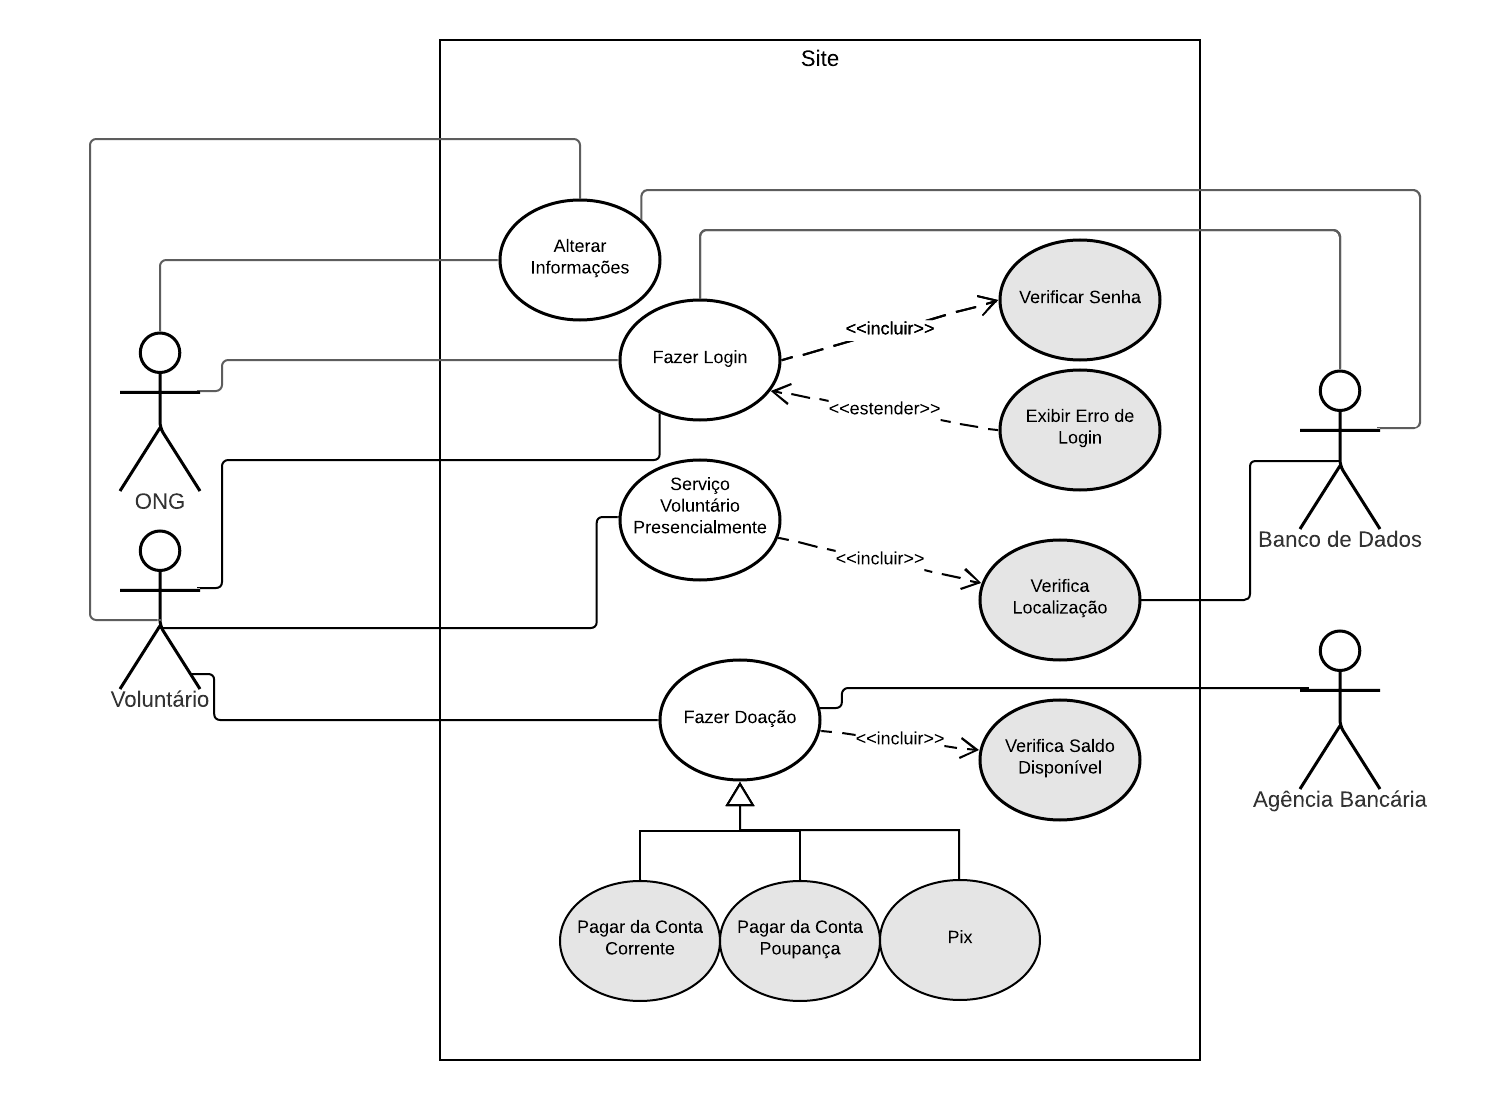 Site
Alterar
Informações
Verificar Senha
<<incluir>>
Fazer Login
<<estender>>
Exibir Erro de
Login
ONG
Serviço
Voluntário
Presencialmente
Banco de Dados
<<incluir>>
Verifica
Localização
Voluntário
Fazer Doação
<<incluir>>
Verifica Saldo
Disponível
Agência Bancária
Pagar da Conta
Corrente
Pagar da Conta
Poupança
Pix